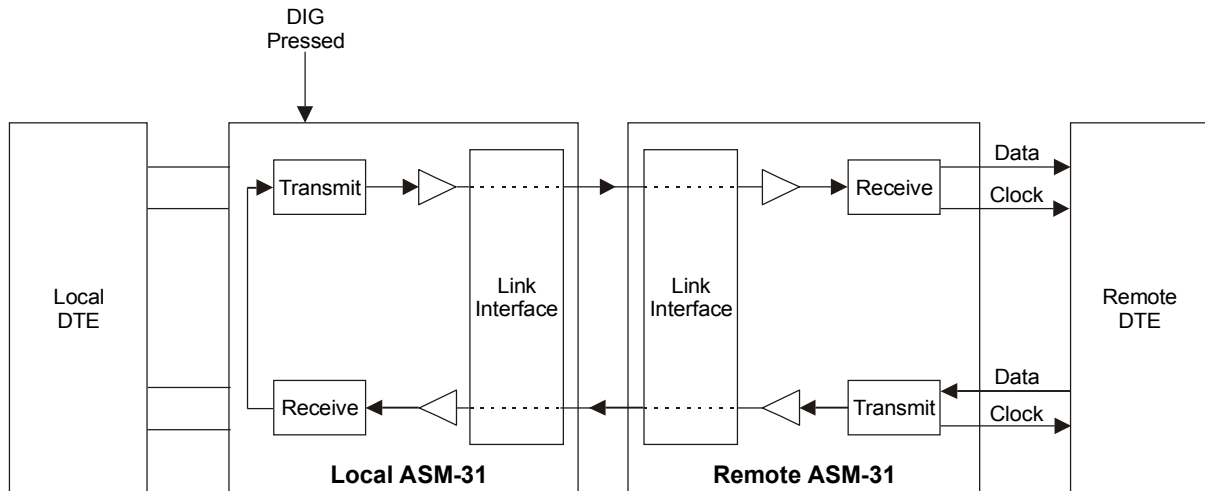 DIG
Pressed
Transmit
Receive
Data
Clock
Local
DTE
Link
Interface
Link
Interface
Remote
DTE
Receive
Transmit
Data
Clock
Local ASM-31
Remote ASM-31